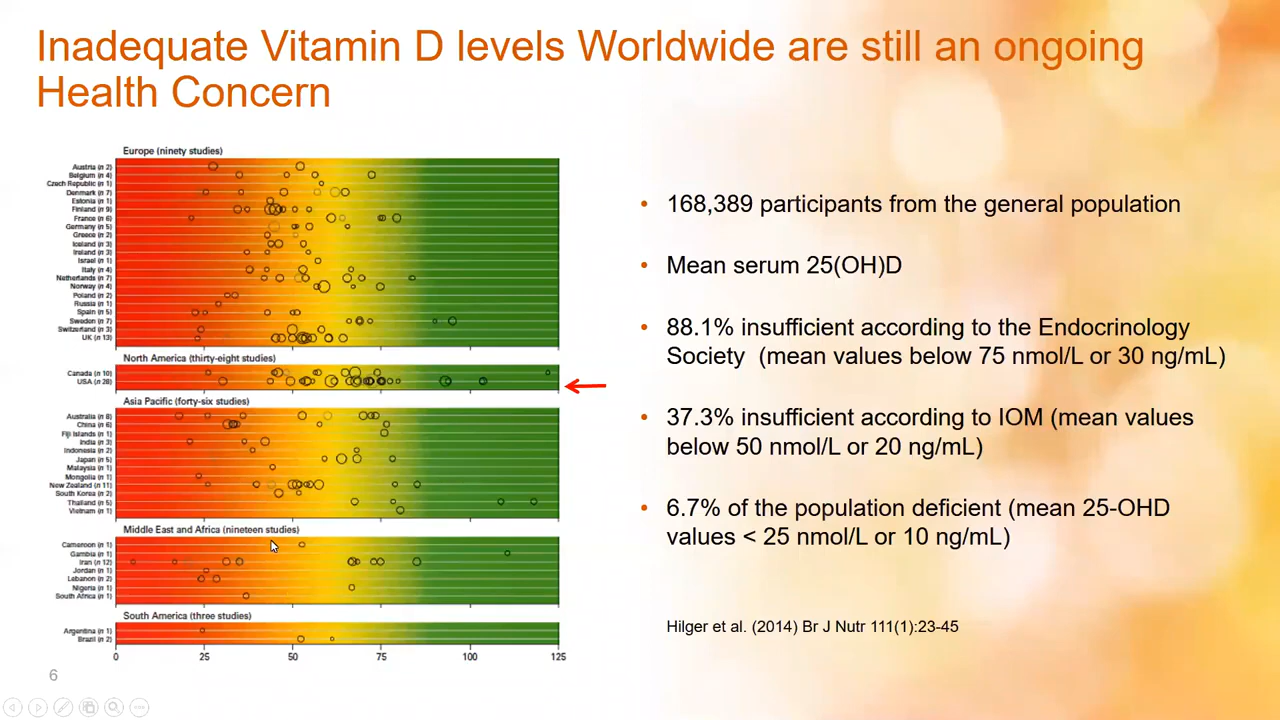 Inadequate Vitamin D levels Worldwide are still an ongoing
Health Concern
Europe (ninety studies)
Austria (n 2)
Belgium (n 4)
Czech Republic (n 1)
Denmark (n 7)
Estonia (n 1)
Finland (n 9)
France (n 6)
Germany (n 5)
Greece (n 2)
Iceland (n 3)
Ireland (n 3)
Israel (n 1)
Italy (n 4)
Netherlands (n 7)
Norway (n 4)
Poland (n 2)
Russia (n 1)
Spain (n 5)
Sweden (n 7)
Switzerland (n 3)
UK (n 13)
North America (thirty-eight studies)
Canada (n 10)
USA (n 28)
Asia Pacific (forty-six studies)
Australia (n 8)
China (n 6)
Fiji Islands (n 1)
India (n 3)
Indonesia (n 2)
Japan (n 5)
Malaysia (n 1)
Mongolia (n 1)
New Zealand (n 11)
South Korea (n 2)
Thailand (n 5)
Vietnam (n 1)
Middle East and Africa (nineteen studies)
Cameroon (n 1)
Gambia (n 1)
Iran (n 12)
Jordan (n 1)
Lebanon (n 2)
Nigeria (n 1)
South Africa (n 1)
South America (three studies)
Argentina (n 1)
Brazil (n 2)
0 25 50 75 100 125
• 168,389 participants from the general population
• Mean serum 25(OH)D
• 88.1% insufficient according to the Endocrinology
Society (mean values below 75 nmol/L or 30 ng/mL)
• 37.3% insufficient according to IOM (mean values
below 50 nmol/L or 20 ng/mL)
• 6.7% of the population deficient (mean 25-OHD
values < 25 nmol/L or 10 ng/mL)
Hilger et al. (2014) Br J Nutr 111(1):23-45
6